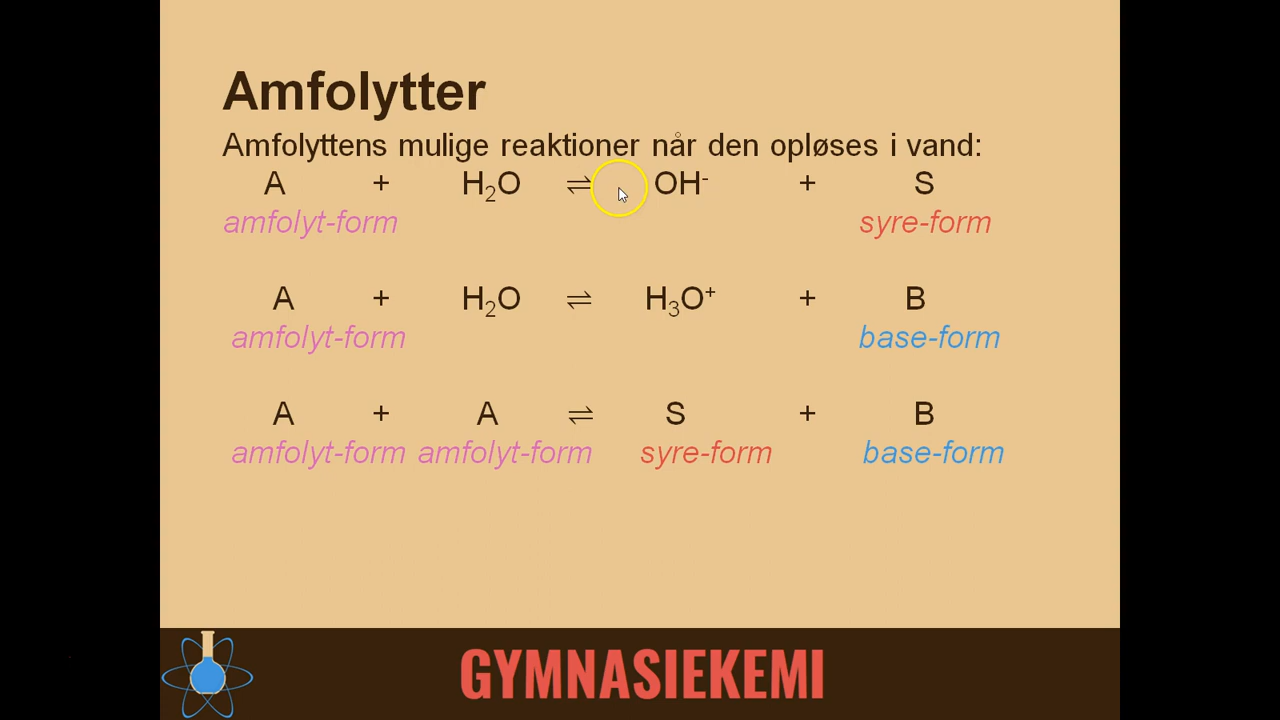 Amfolytter
Amfolyttens mulige reaktioner når den opløses i vand:
A + H₂O ⇌ OH⁻ + S
amfolyt-form syre-form
A + H₂O ⇌ H₃O⁺ + B
amfolyt-form base-form
A + A ⇌ S + B
amfolyt-form amfolyt-form syre-form base-form
GYMNASIEKEMI